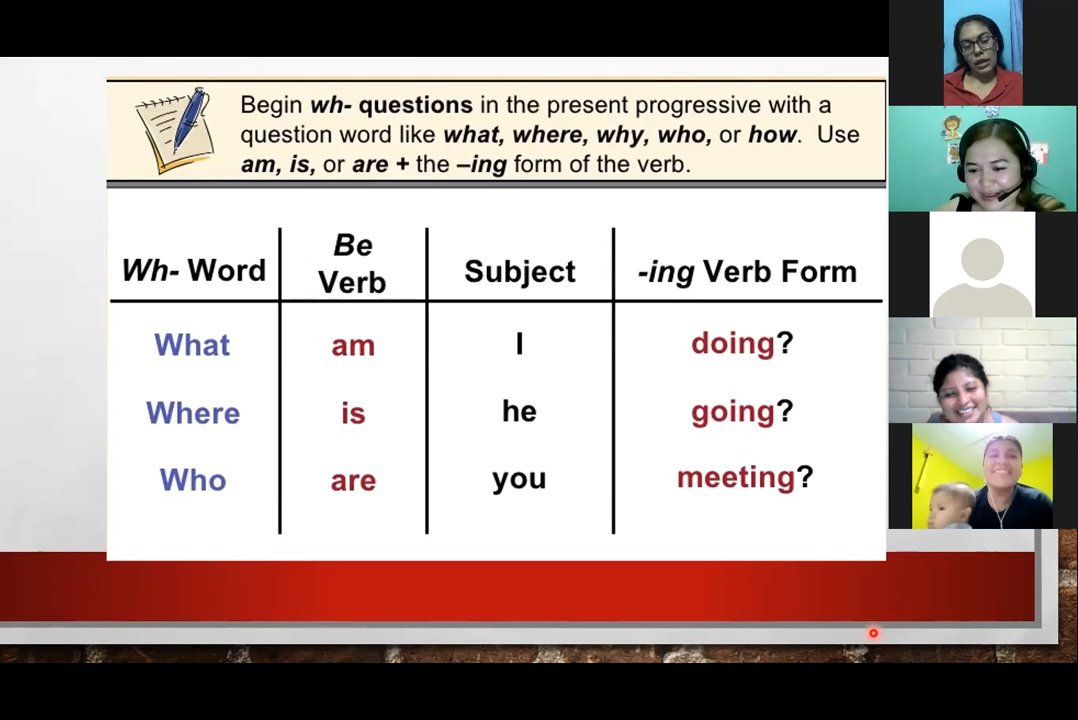 Begin wh- questions in the present progressive with a
question word like what, where, why, who, or how. Use
am, is, or are + the –ing form of the verb.
Wh- Word Be Verb Subject -ing Verb Form
What am I doing?
Where is he going?
Who are you meeting?